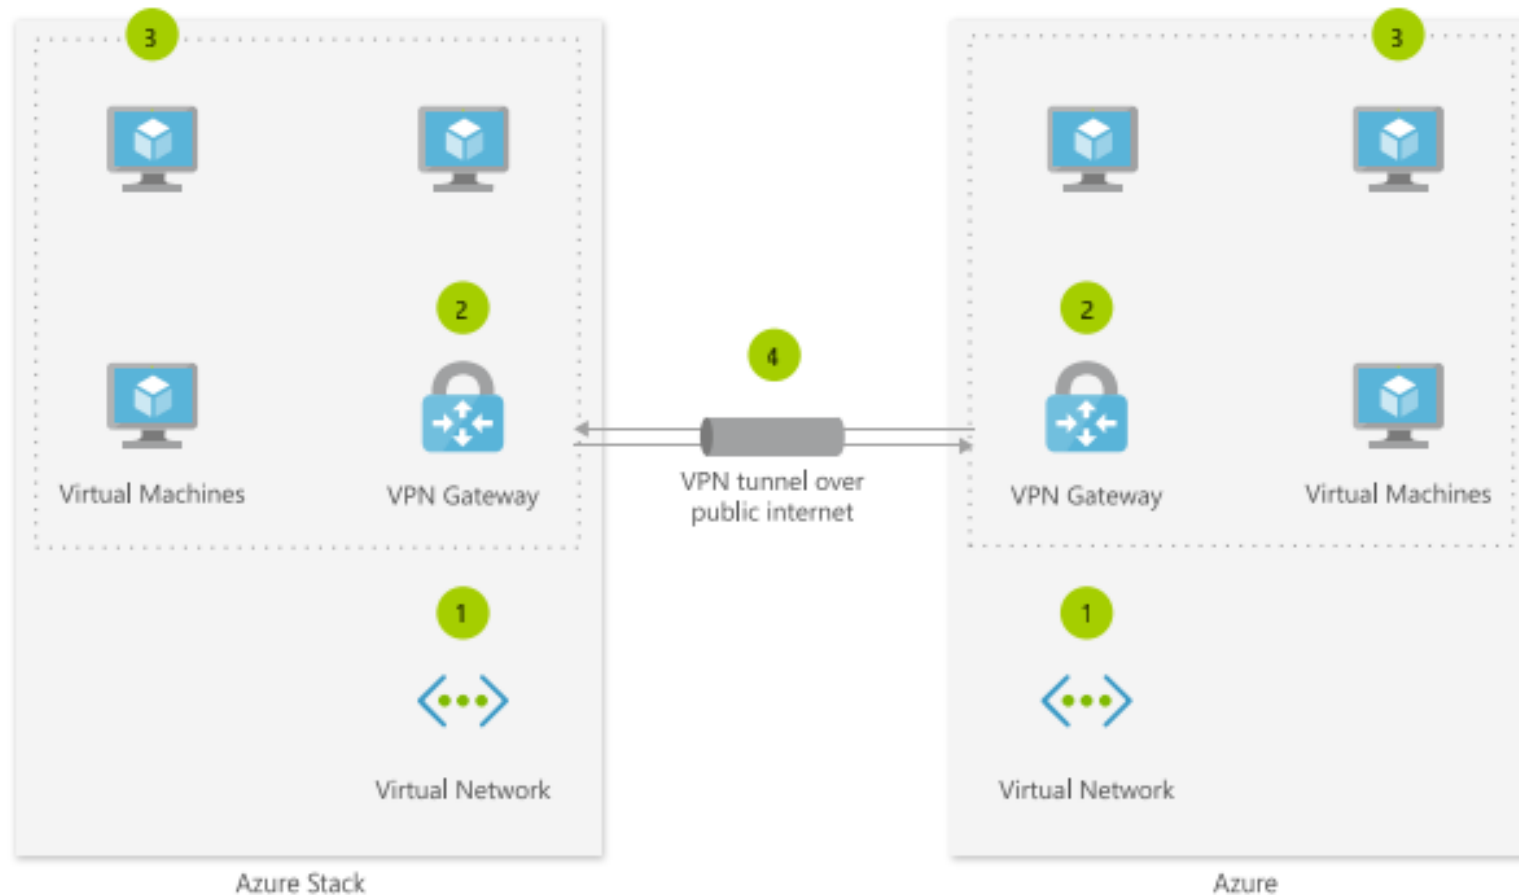 3
3
2
2
4
Virtual Machines
VPN Gateway
VPN tunnel over
public internet
VPN Gateway
Virtual Machines
1
1
Virtual Network
Virtual Network
Azure Stack
Azure